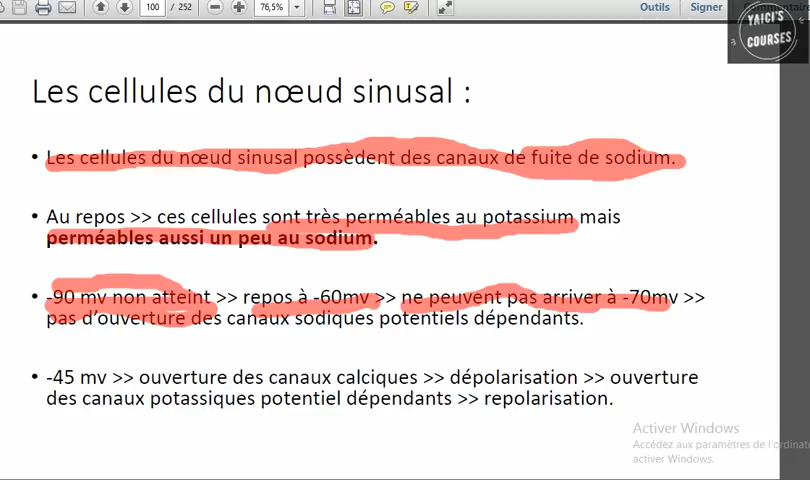 100 / 252
76,5%
Outils
Signer
Commentaire
YAICI'S
COURSES
Les cellules du nœud sinusal :
• Les cellules du nœud sinusal possèdent des canaux de fuite de sodium.
• Au repos >> ces cellules sont très perméables au potassium mais
perméables aussi un peu au sodium.
• -90 mv non atteint >> repos à -60mv >> ne peuvent pas arriver à -70mv >>
pas d'ouverture des canaux sodiques potentiels dépendants.
• -45 mv >> ouverture des canaux calciques >> dépolarisation >> ouverture
des canaux potassiques potentiel dépendants >> repolarisation.
Activer Windows
Accédez aux paramètres de l'ordinate
activer Windows.